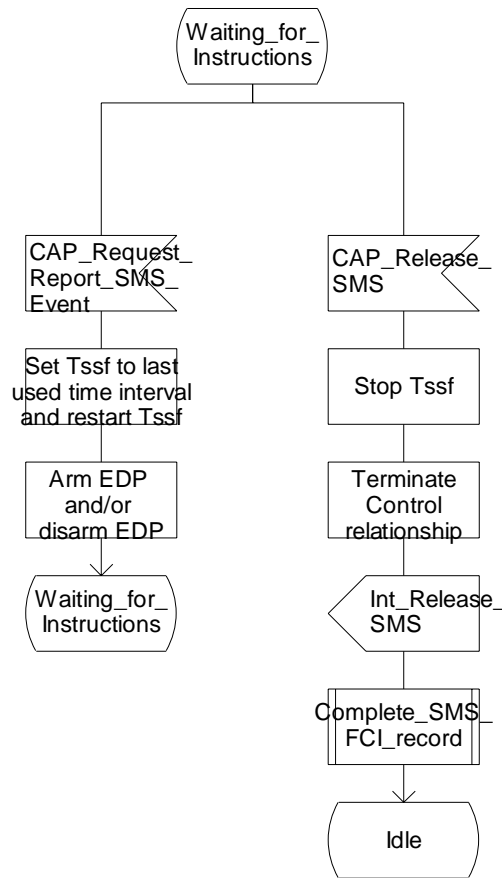 Waiting_for_
Instructions
CAP_Request_
Report_SMS_
Event
Set Tssf to last
used time interval
and restart Tssf
Arm EDP
and/or
disarm EDP
Waiting_for_
Instructions
CAP_Release_
SMS
Stop Tssf
Terminate
Control
relationship
Int_Release_
SMS
Complete_SMS_
FCI_record
Idle